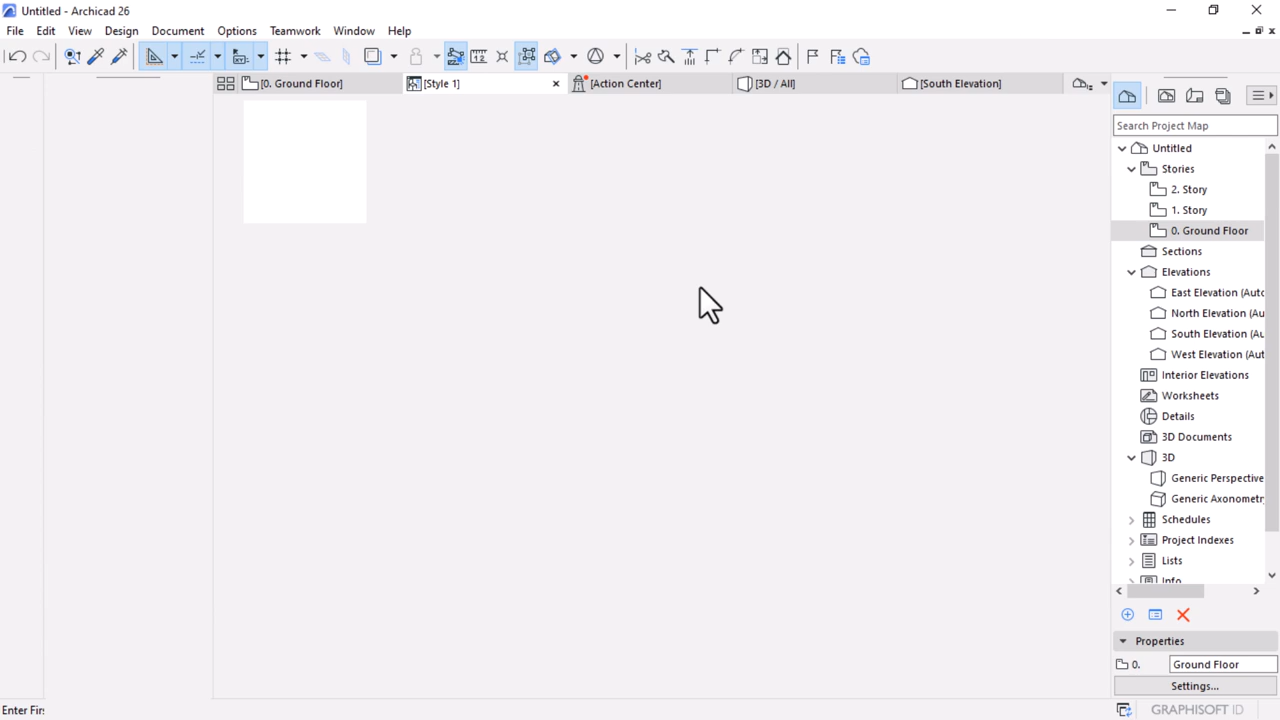 Untitled - Archicad 26
File Edit View Design Document Options Teamwork Window Help
[0. Ground Floor] [Style 1] [Action Center] [3D / All] [South Elevation]
Search Project Map
Untitled
Stories
2. Story
1. Story
0. Ground Floor
Sections
Elevations
East Elevation (Auto
North Elevation (Au
South Elevation (Au
West Elevation (Aut
Interior Elevations
Worksheets
Details
3D Documents
3D
Generic Perspective
Generic Axonometr
Schedules
Project Indexes
Lists
Info
Properties
0. Ground Floor
Settings...
Enter Fir
GRAPHISOFT ID